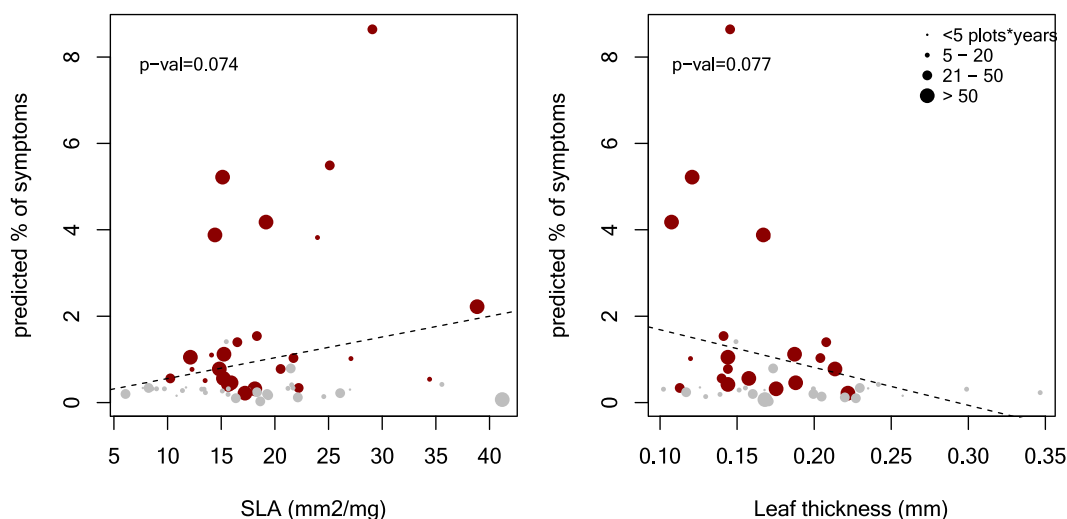 p-val=0.074
predicted % of symptoms
0
2
4
6
8
5 10 15 20 25 30 35 40
SLA (mm2/mg)
p-val=0.077
<5 plots*years
5 – 20
21 – 50
> 50
predicted % of symptoms
0
2
4
6
8
0.10 0.15 0.20 0.25 0.30 0.35
Leaf thickness (mm)